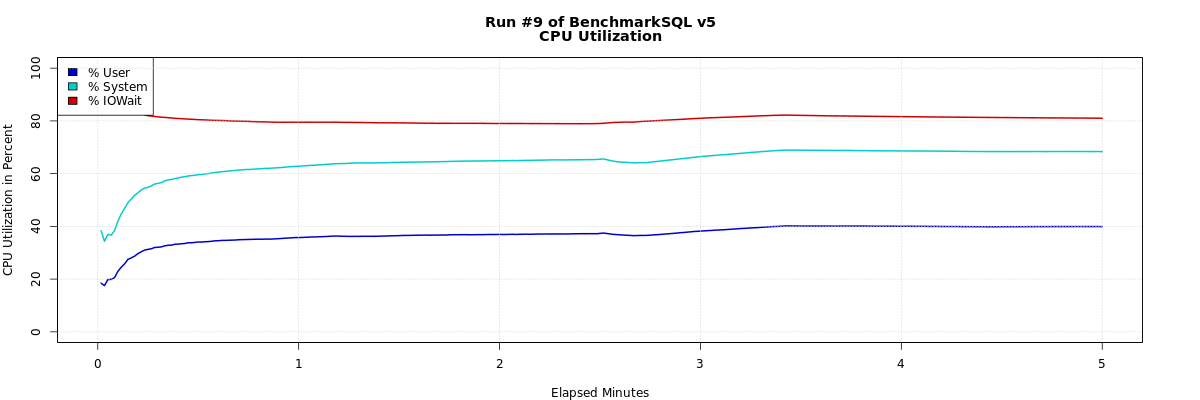 Run #9 of BenchmarkSQL v5
CPU Utilization
% User
% System
% IOWait
CPU Utilization in Percent
100
80
60
40
20
0
0 1 2 3 4 5
Elapsed Minutes